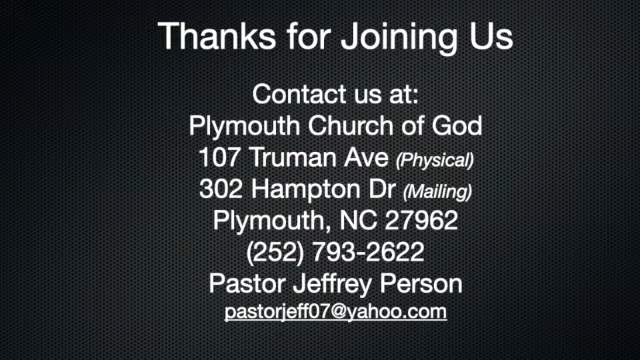 Thanks for Joining Us
Contact us at:
Plymouth Church of God
107 Truman Ave (Physical)
302 Hampton Dr (Mailing)
Plymouth, NC 27962
(252) 793-2622
Pastor Jeffrey Person
pastorjeff07@yahoo.com